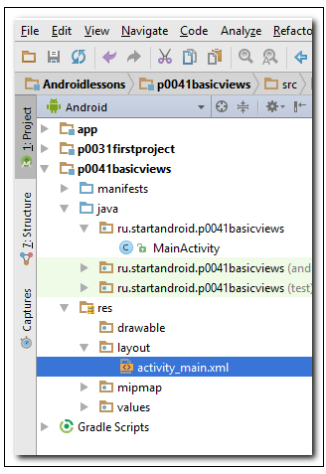 File Edit View Navigate Code Analyze Refacto
Androidlessons p0041basicviews src
Android
1: Project
app
p0031firstproject
p0041basicviews
manifests
java
ru.startandroid.p0041basicviews
MainActivity
7: Structure
ru.startandroid.p0041basicviews (and
ru.startandroid.p0041basicviews (test)
Captures
res
drawable
layout
activity_main.xml
mipmap
values
Gradle Scripts